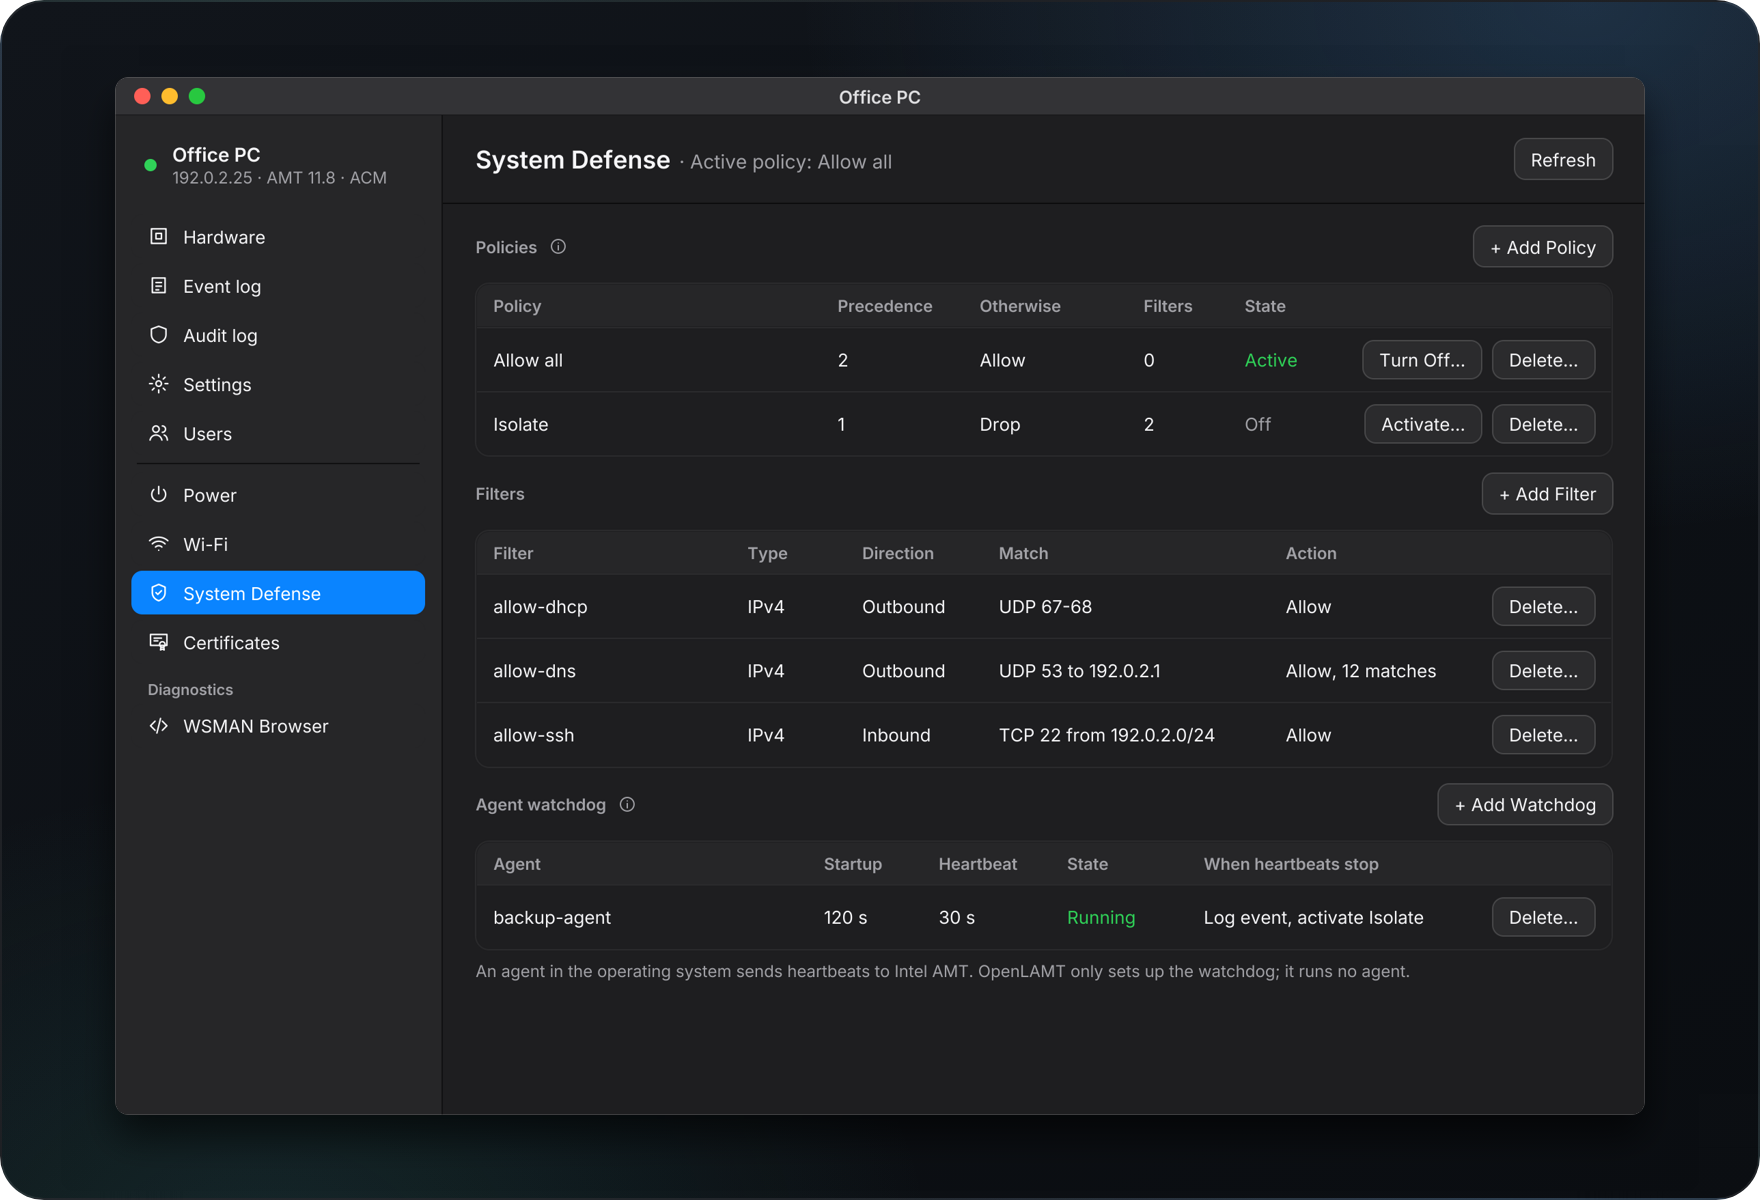 Office PC
Office PC
192.0.2.25 · AMT 11.8 · ACM
Hardware
Event log
Audit log
Settings
Users
Power
Wi-Fi
System Defense
Certificates
Diagnostics
WSMAN Browser
System Defense · Active policy: Allow all
Refresh
Policies
+ Add Policy
Policy Precedence Otherwise Filters State
Allow all 2 Allow 0 Active Turn Off... Delete...
Isolate 1 Drop 2 Off Activate... Delete...
Filters
+ Add Filter
Filter Type Direction Match Action
allow-dhcp IPv4 Outbound UDP 67-68 Allow Delete...
allow-dns IPv4 Outbound UDP 53 to 192.0.2.1 Allow, 12 matches Delete...
allow-ssh IPv4 Inbound TCP 22 from 192.0.2.0/24 Allow Delete...
Agent watchdog
+ Add Watchdog
Agent Startup Heartbeat State When heartbeats stop
backup-agent 120 s 30 s Running Log event, activate Isolate Delete...
An agent in the operating system sends heartbeats to Intel AMT. OpenLAMT only sets up the watchdog; it runs no agent.